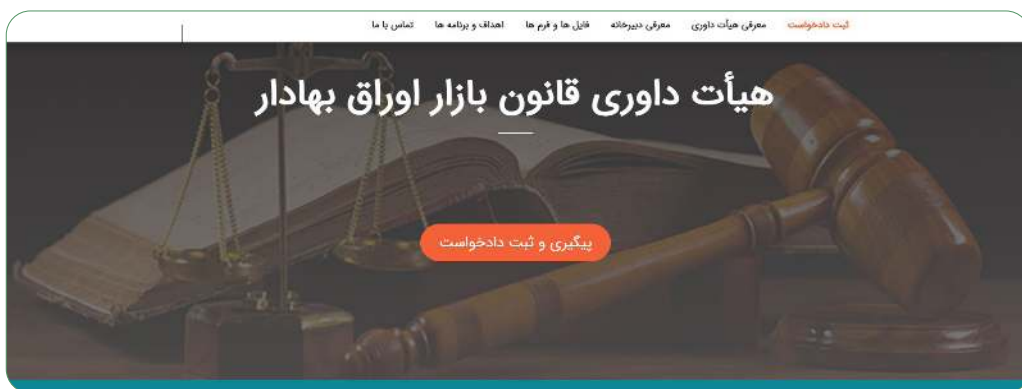 ثبت دادخواست معرفی هیأت داوری معرفی دبیرخانه فایل ها و فرم ها اهداف و برنامه ها تماس با ما
هیأت داوری قانون بازار اوراق بهادار
پیگیری و ثبت دادخواست